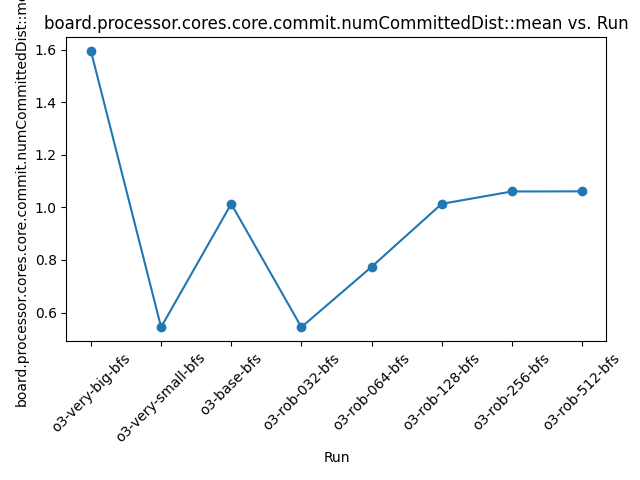 board.processor.cores.core.commit.numCommittedDist::mean vs. Run
board.processor.cores.core.commit.numCommittedDist::me
1.6
1.4
1.2
1.0
0.8
0.6
o3-very-big-bfs
o3-very-small-bfs
o3-base-bfs
o3-rob-032-bfs
o3-rob-064-bfs
o3-rob-128-bfs
o3-rob-256-bfs
o3-rob-512-bfs
Run